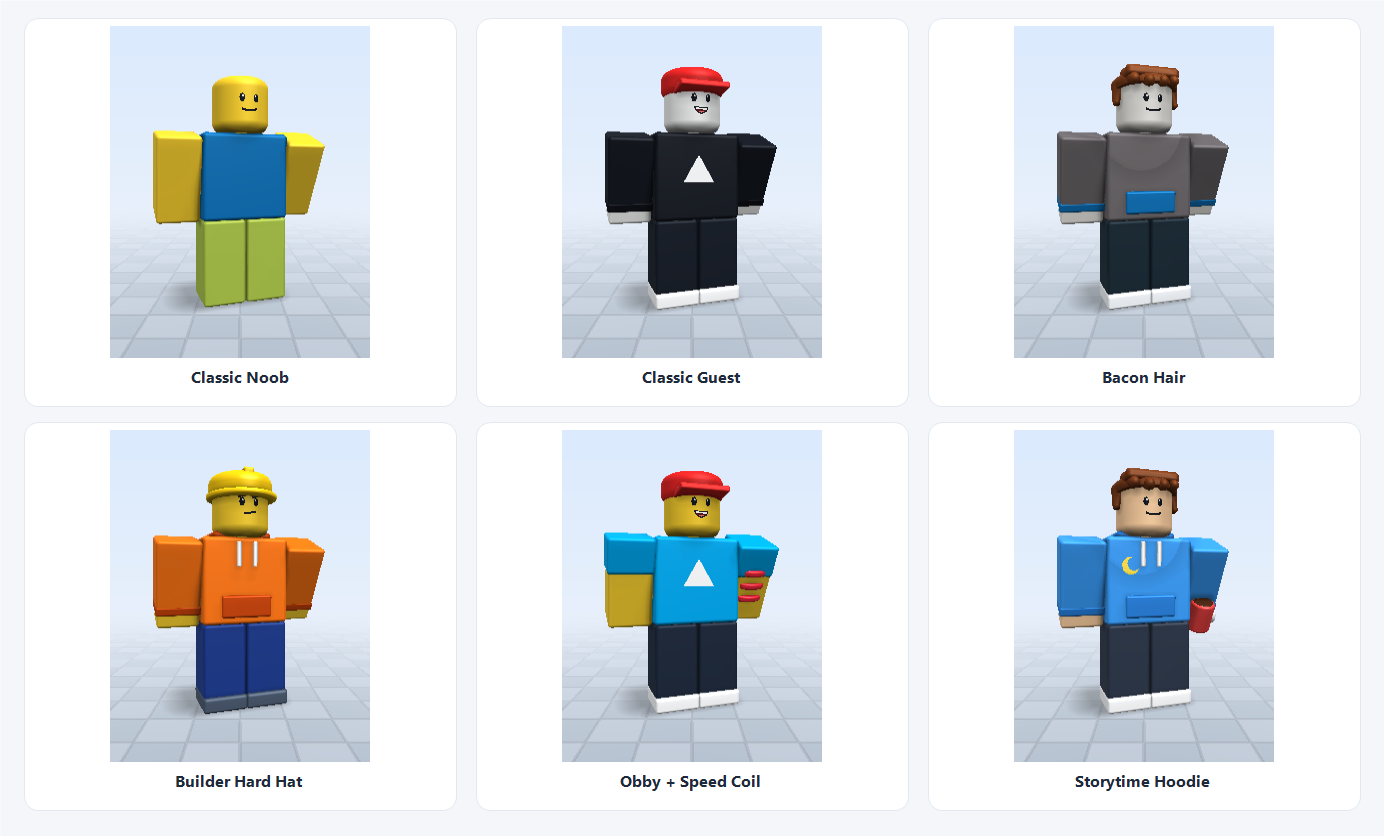 Classic Noob
Classic Guest
Bacon Hair
Builder Hard Hat
Obby + Speed Coil
Storytime Hoodie